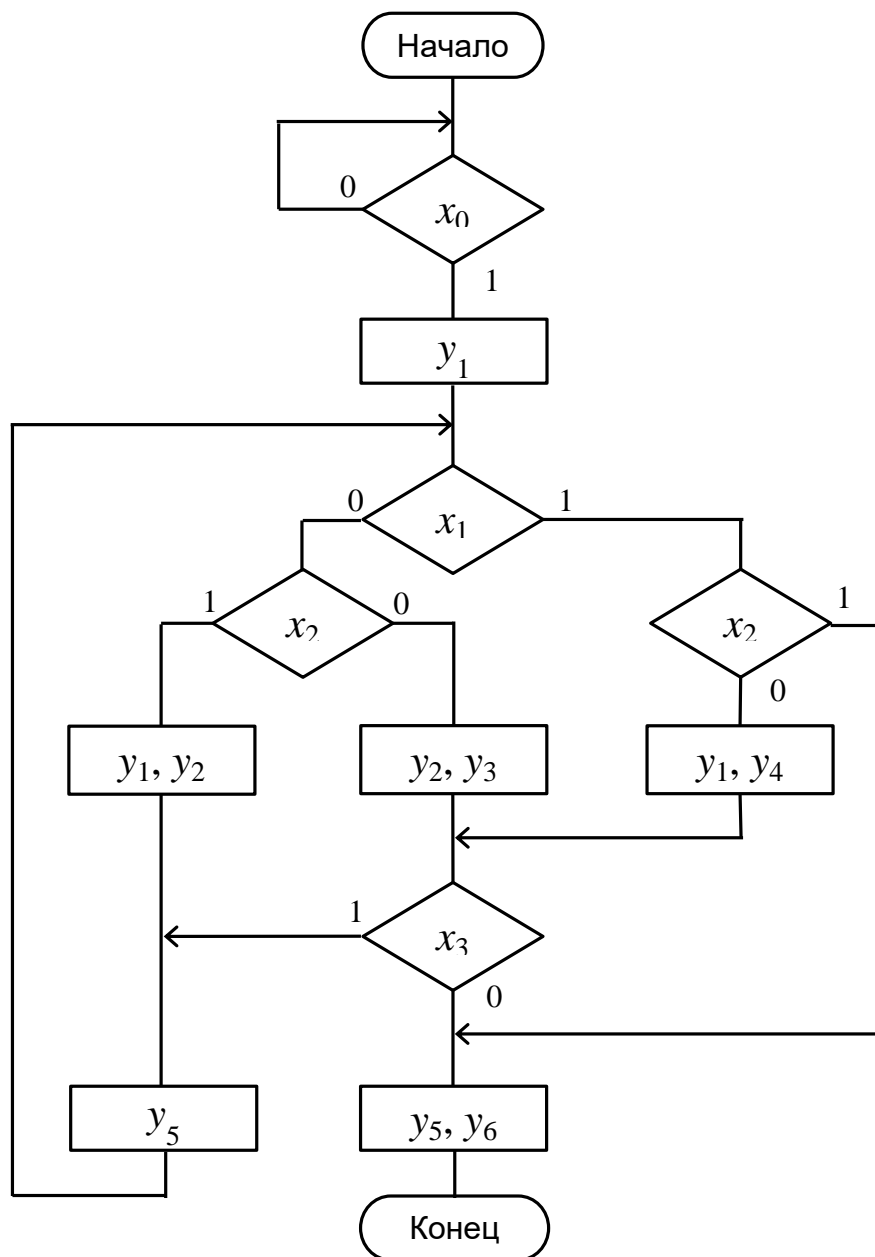 Начало
0
x₀
1
y₁
0
x₁
1
1
x₂
0
x₂
1
0
y₁, y₂
y₂, y₃
y₁, y₄
1
x₃
0
y₅
y₅, y₆
Конец